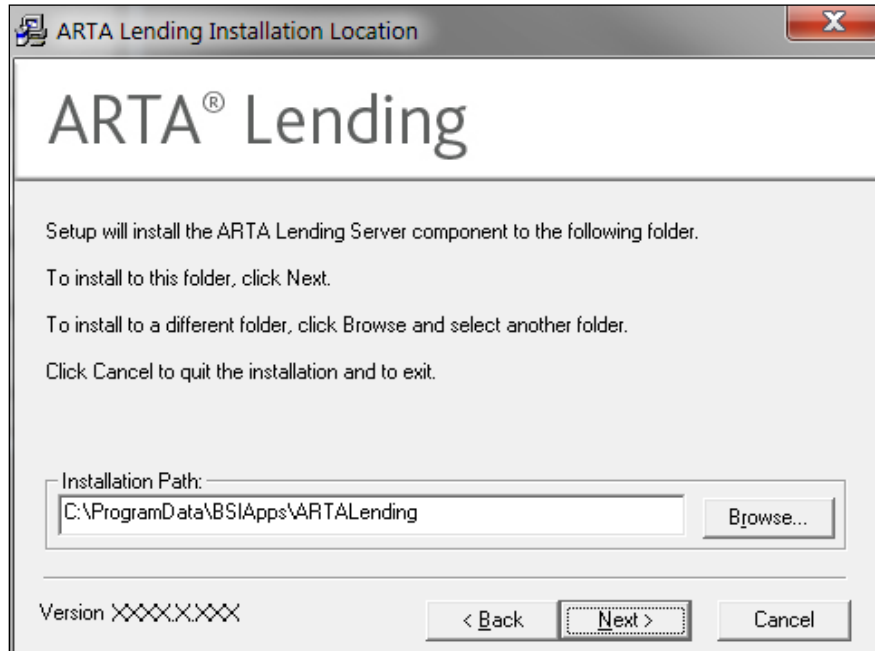 ARTA Lending Installation Location
ARTA® Lending
Setup will install the ARTA Lending Server component to the following folder.
To install to this folder, click Next.
To install to a different folder, click Browse and select another folder.
Click Cancel to quit the installation and to exit.
Installation Path:
C:\ProgramData\BSIApps\ARTALending
Browse...
Version XXXX.X.XXX
< Back Next > Cancel